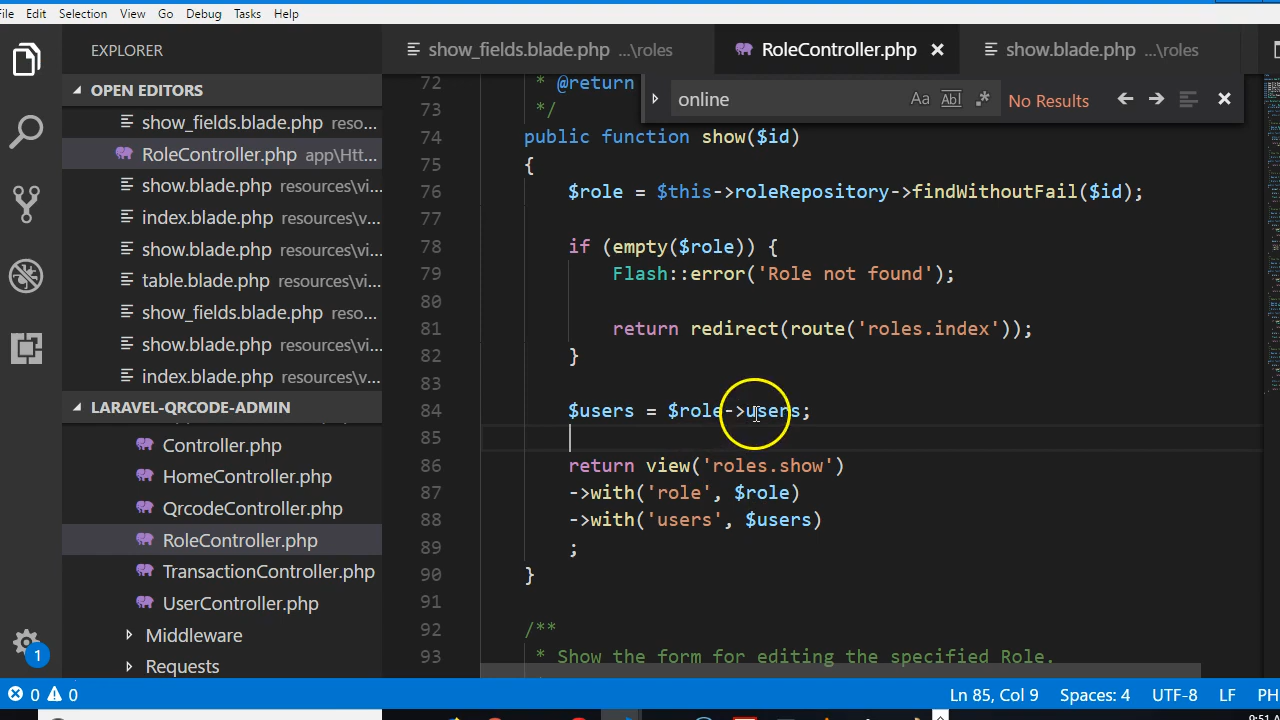 File Edit Selection View Go Debug Tasks Help
EXPLORER
show_fields.blade.php ...\roles
RoleController.php
show.blade.php ...\roles
OPEN EDITORS
show_fields.blade.php reso...
RoleController.php app\Htt...
show.blade.php resources\vi...
index.blade.php resources\v...
show.blade.php resources\vi...
table.blade.php resources\vi...
show_fields.blade.php reso...
show.blade.php resources\vi...
index.blade.php resources\v...
LARAVEL-QRCODE-ADMIN
Controller.php
HomeController.php
QrcodeController.php
RoleController.php
TransactionController.php
UserController.php
Middleware
Requests
online
Aa Abl .* No Results
72 * @return
73 */
74 public function show($id)
75 {
76 $role = $this->roleRepository->findWithoutFail($id);
77
78 if (empty($role)) {
79 Flash::error('Role not found');
80
81 return redirect(route('roles.index'));
82 }
83
84 $users = $role->users;
85
86 return view('roles.show')
87 ->with('role', $role)
88 ->with('users', $users)
89 ;
90 }
91
92 /**
93 * Show the form for editing the specified Role.
1
0 0 Ln 85, Col 9 Spaces: 4 UTF-8 LF PH